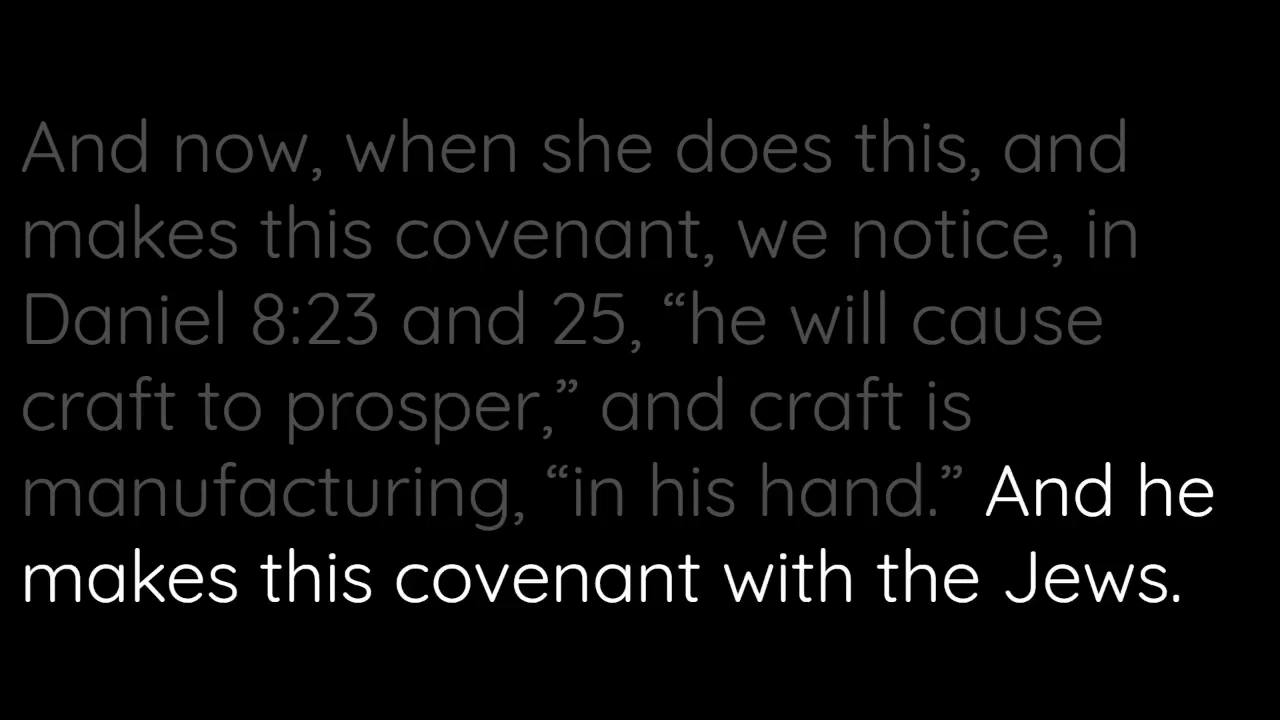 And now, when she does this, and
makes this covenant, we notice, in
Daniel 8:23 and 25, “he will cause
craft to prosper,” and craft is
manufacturing, “in his hand.” And he
makes this covenant with the Jews.